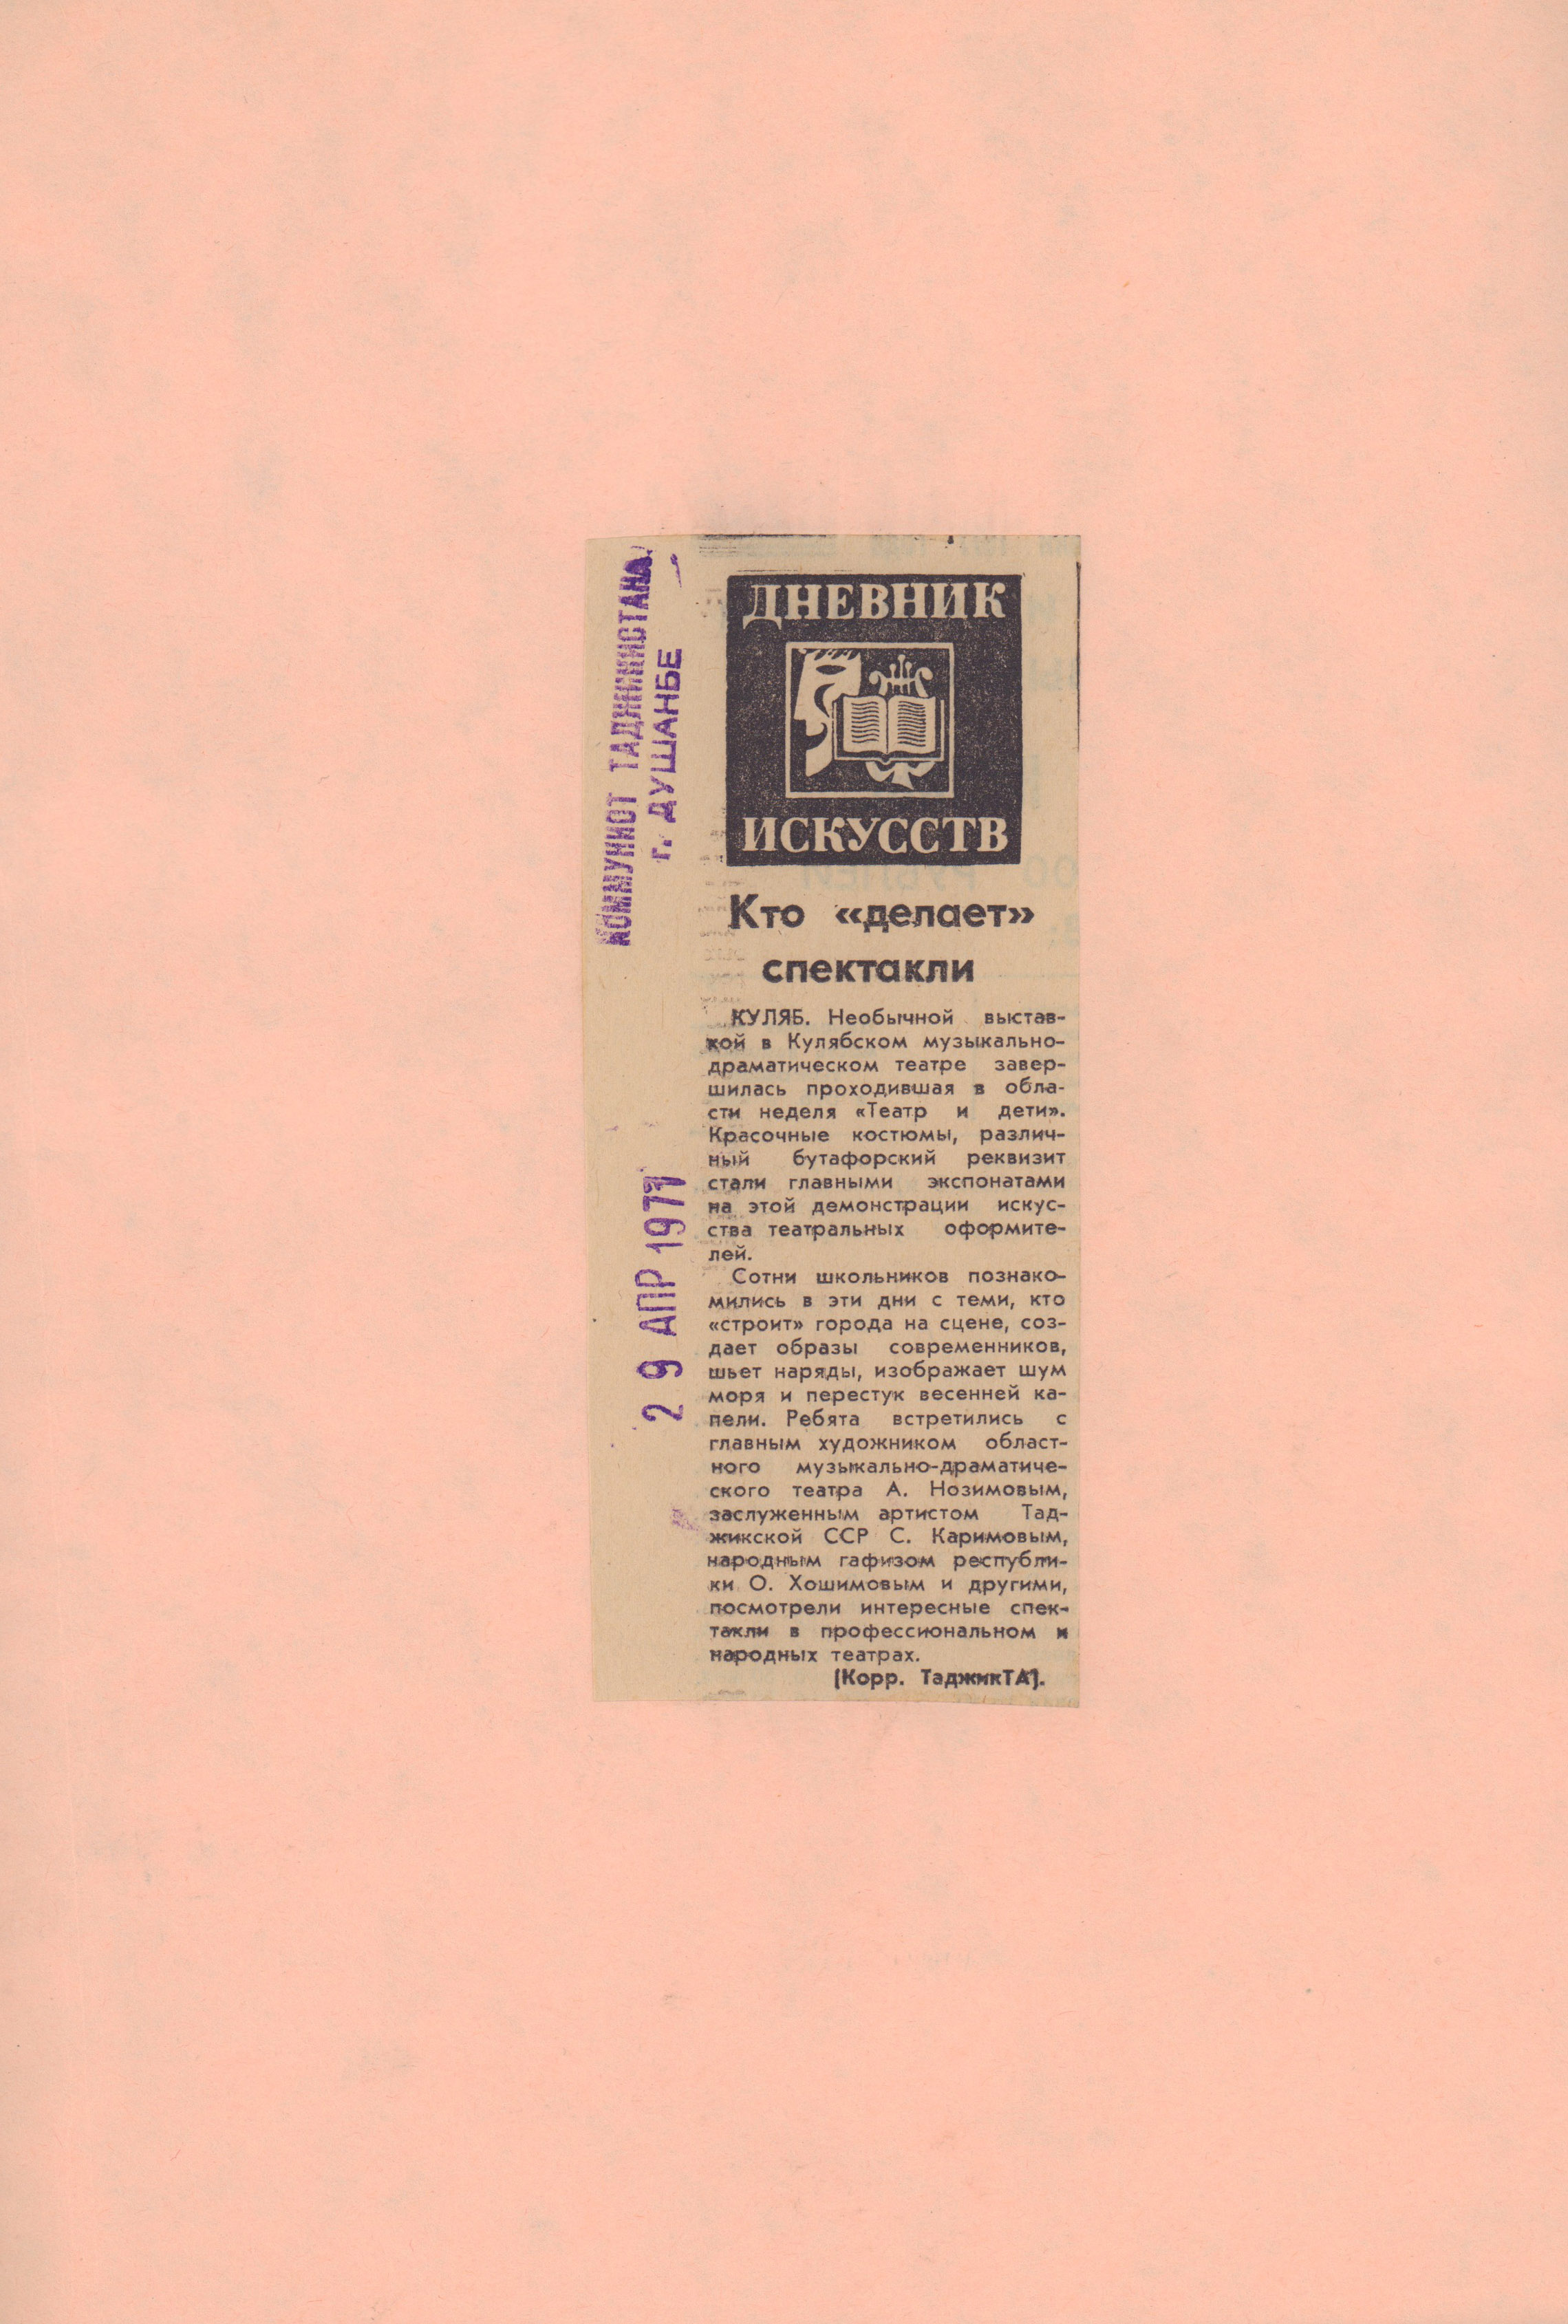 КОММУНИСТ ТАДЖИКИСТАНА
г. ДУШАНБЕ
29 АПР 1977
ДНЕВНИК
ИСКУССТВ
Кто «делает»
спектакли
КУЛЯБ. Необычной выстав-
кой в Кулябском музыкально-
драматическом театре завер-
шилась проходившая в обла-
сти неделя «Театр и дети».
Красочные костюмы, различ-
ный бутафорский реквизит
стали главными экспонатами
на этой демонстрации искус-
ства театральных оформите-
лей.
Сотни школьников познако-
мились в эти дни с теми, кто
«строит» города на сцене, соз-
дает образы современников,
шьет наряды, изображает шум
моря и перестук весенней ка-
пели. Ребята встретились с
главным художником област-
ного музыкально-драматиче-
ского театра А. Нозимовым,
заслуженным артистом Тад-
жикской ССР С. Каримовым,
народным гафизом республи-
ки О. Хошимовым и другими,
посмотрели интересные спек-
такли в профессиональном и
народных театрах.
(Корр. ТаджикТА).